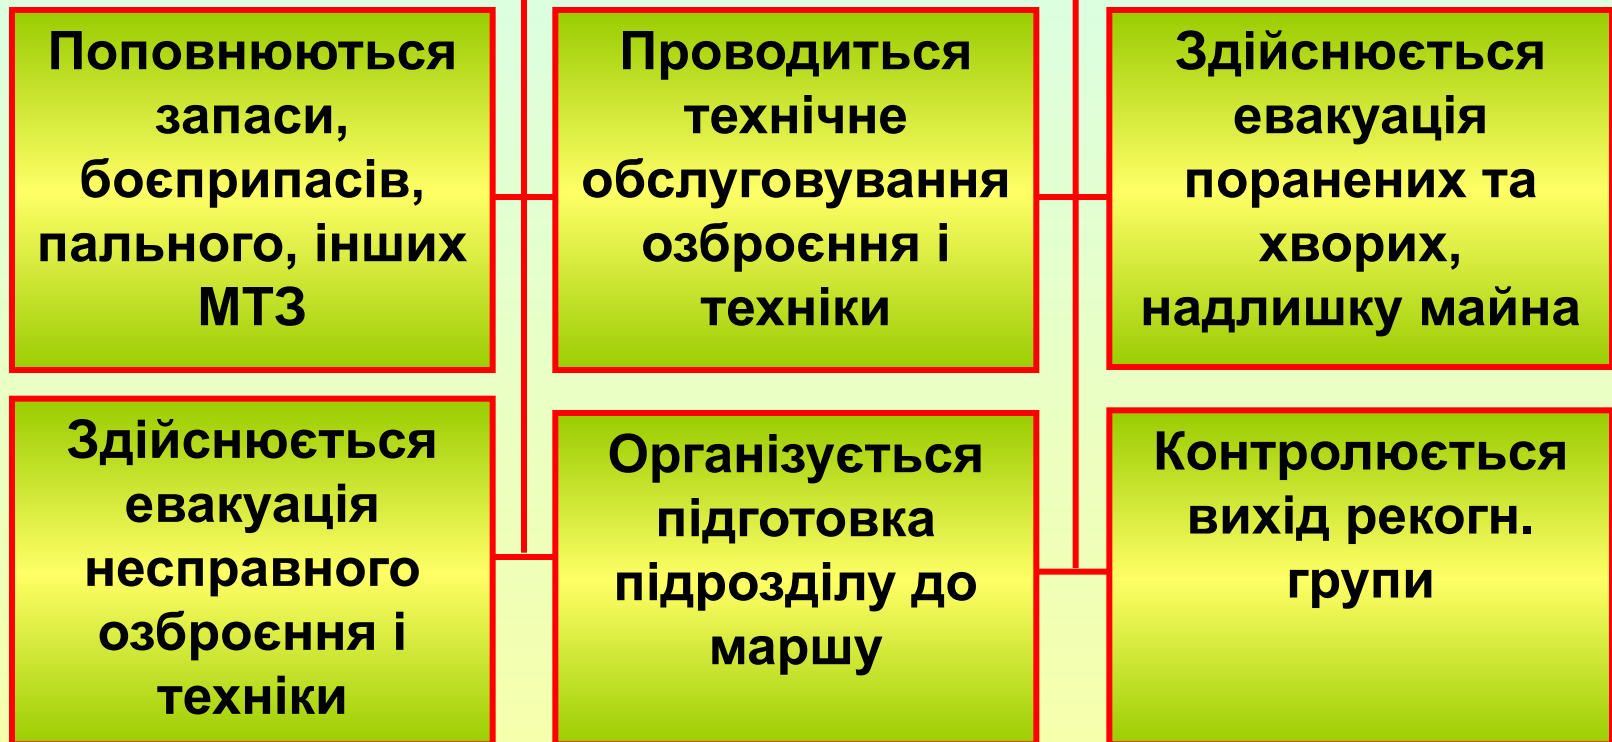 Поповнюються
запаси,
боєприпасів,
пального, інших
МТЗ
Проводиться
технічне
обслуговування
озброєння і
техніки
Здійснюється
евакуація
поранених та
хворих,
надлишку майна
Здійснюється
евакуація
несправного
озброєння і
техніки
Організується
підготовка
підрозділу до
маршу
Контролюється
вихід рекогн.
групи